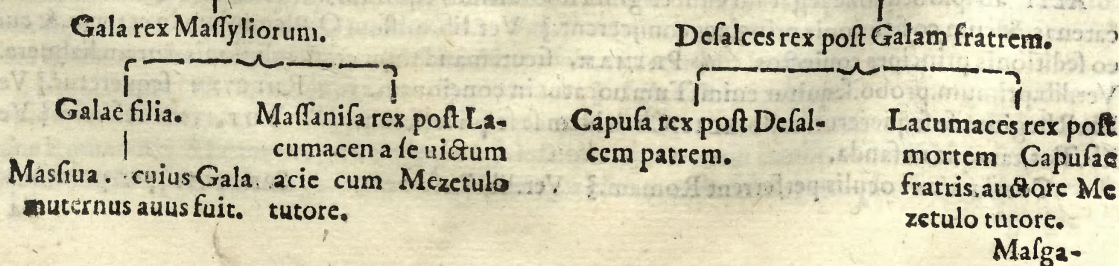 Gala rex Maſſyliorum.
Deſalces rex poſt Galam fratrem.
Galae filia.
Maſſaniſa rex poſt La-
cumacen a ſe uictum
acie cum Mezetulo
tutore.
Masſiua. cuius Gala
muternus auus fuit.
Capuſa rex poſt Deſal-
cem patrem.
Lacumaces rex poſt
mortem Capuſae
fratris. auctore Me
zetulo tutore.
Maſga-